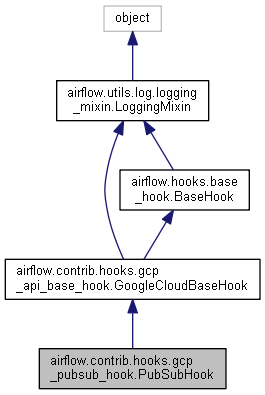 object
airflow.utils.log.logging
_mixin.LoggingMixin
airflow.hooks.base
_hook.BaseHook
airflow.contrib.hooks.gcp
_api_base_hook.GoogleCloudBaseHook
airflow.contrib.hooks.gcp
_pubsub_hook.PubSubHook